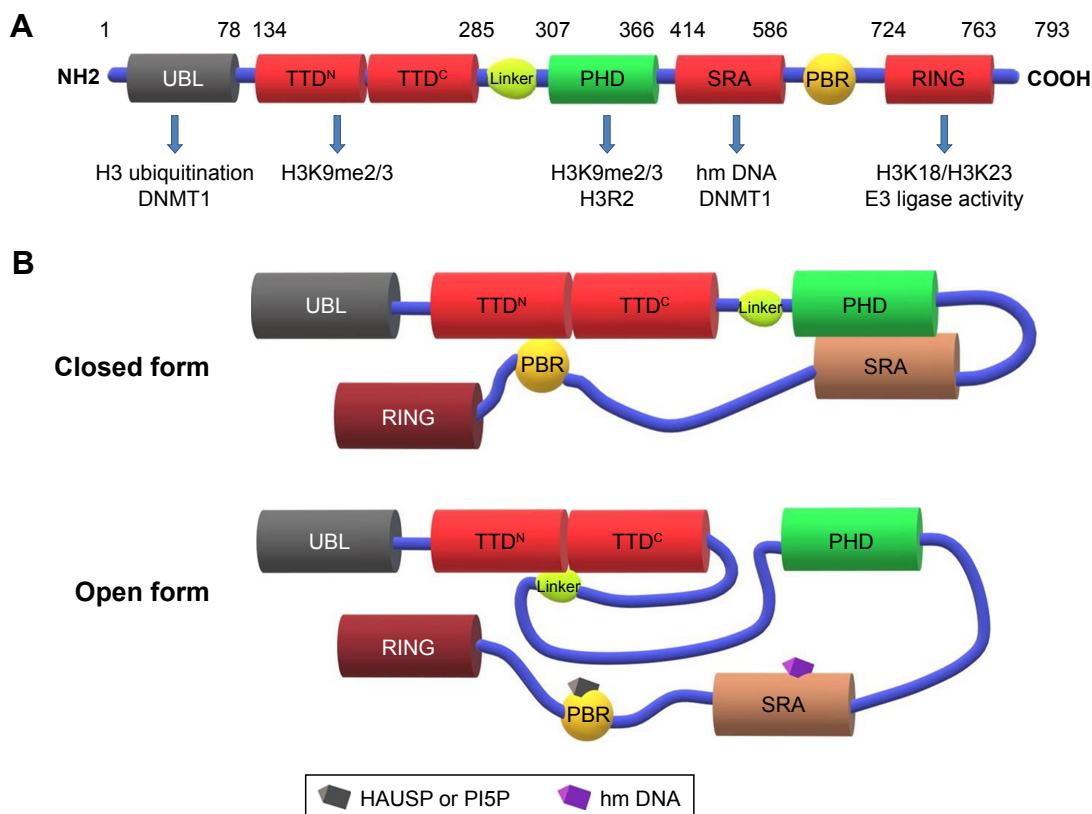 A
1 78 134 285 307 366 414 586 724 763 793
NH2 UBL TTDᴺ TTDᶜ Linker PHD SRA PBR RING COOH
H3 ubiquitination H3K9me2/3 H3K9me2/3 hm DNA H3K18/H3K23
DNMT1 H3R2 DNMT1 E3 ligase activity
B
UBL TTDᴺ TTDᶜ Linker PHD
Closed form PBR SRA
RING
UBL TTDᴺ TTDᶜ PHD
Open form Linker
RING
PBR SRA
HAUSP or PI5P hm DNA